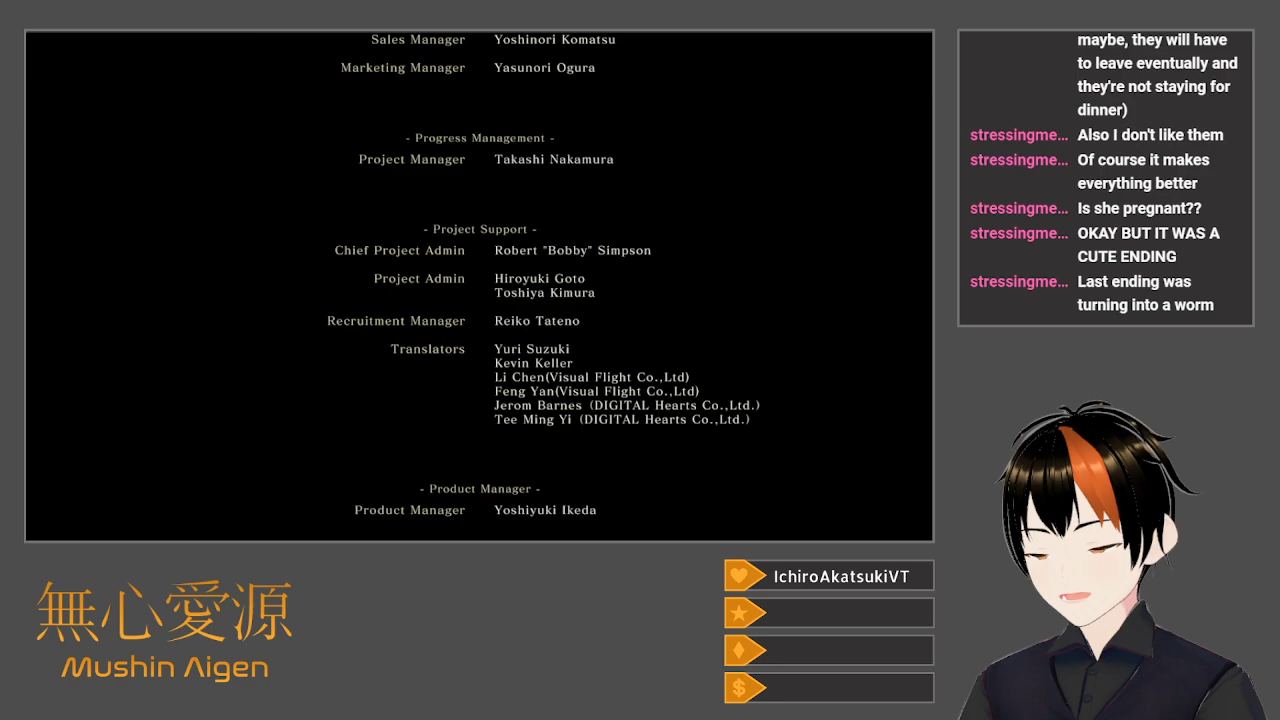 Sales Manager Yoshinori Komatsu
Marketing Manager Yasunori Ogura
- Progress Management -
Project Manager Takashi Nakamura
- Project Support -
Chief Project Admin Robert "Bobby" Simpson
Project Admin Hiroyuki Goto
Toshiya Kimura
Recruitment Manager Reiko Tateno
Translators Yuri Suzuki
Kevin Keller
Li Chen(Visual Flight Co.,Ltd)
Feng Yan(Visual Flight Co.,Ltd)
Jerom Barnes (DIGITAL Hearts Co.,Ltd.)
Tee Ming Yi (DIGITAL Hearts Co.,Ltd.)
- Product Manager -
Product Manager Yoshiyuki Ikeda
maybe, they will have
to leave eventually and
they're not staying for
dinner)
stressingme... Also I don't like them
stressingme... Of course it makes
everything better
stressingme... Is she pregnant??
stressingme... OKAY BUT IT WAS A
CUTE ENDING
stressingme... Last ending was
turning into a worm
無心愛源
Mushin Aigen
IchiroAkatsukiVT
$